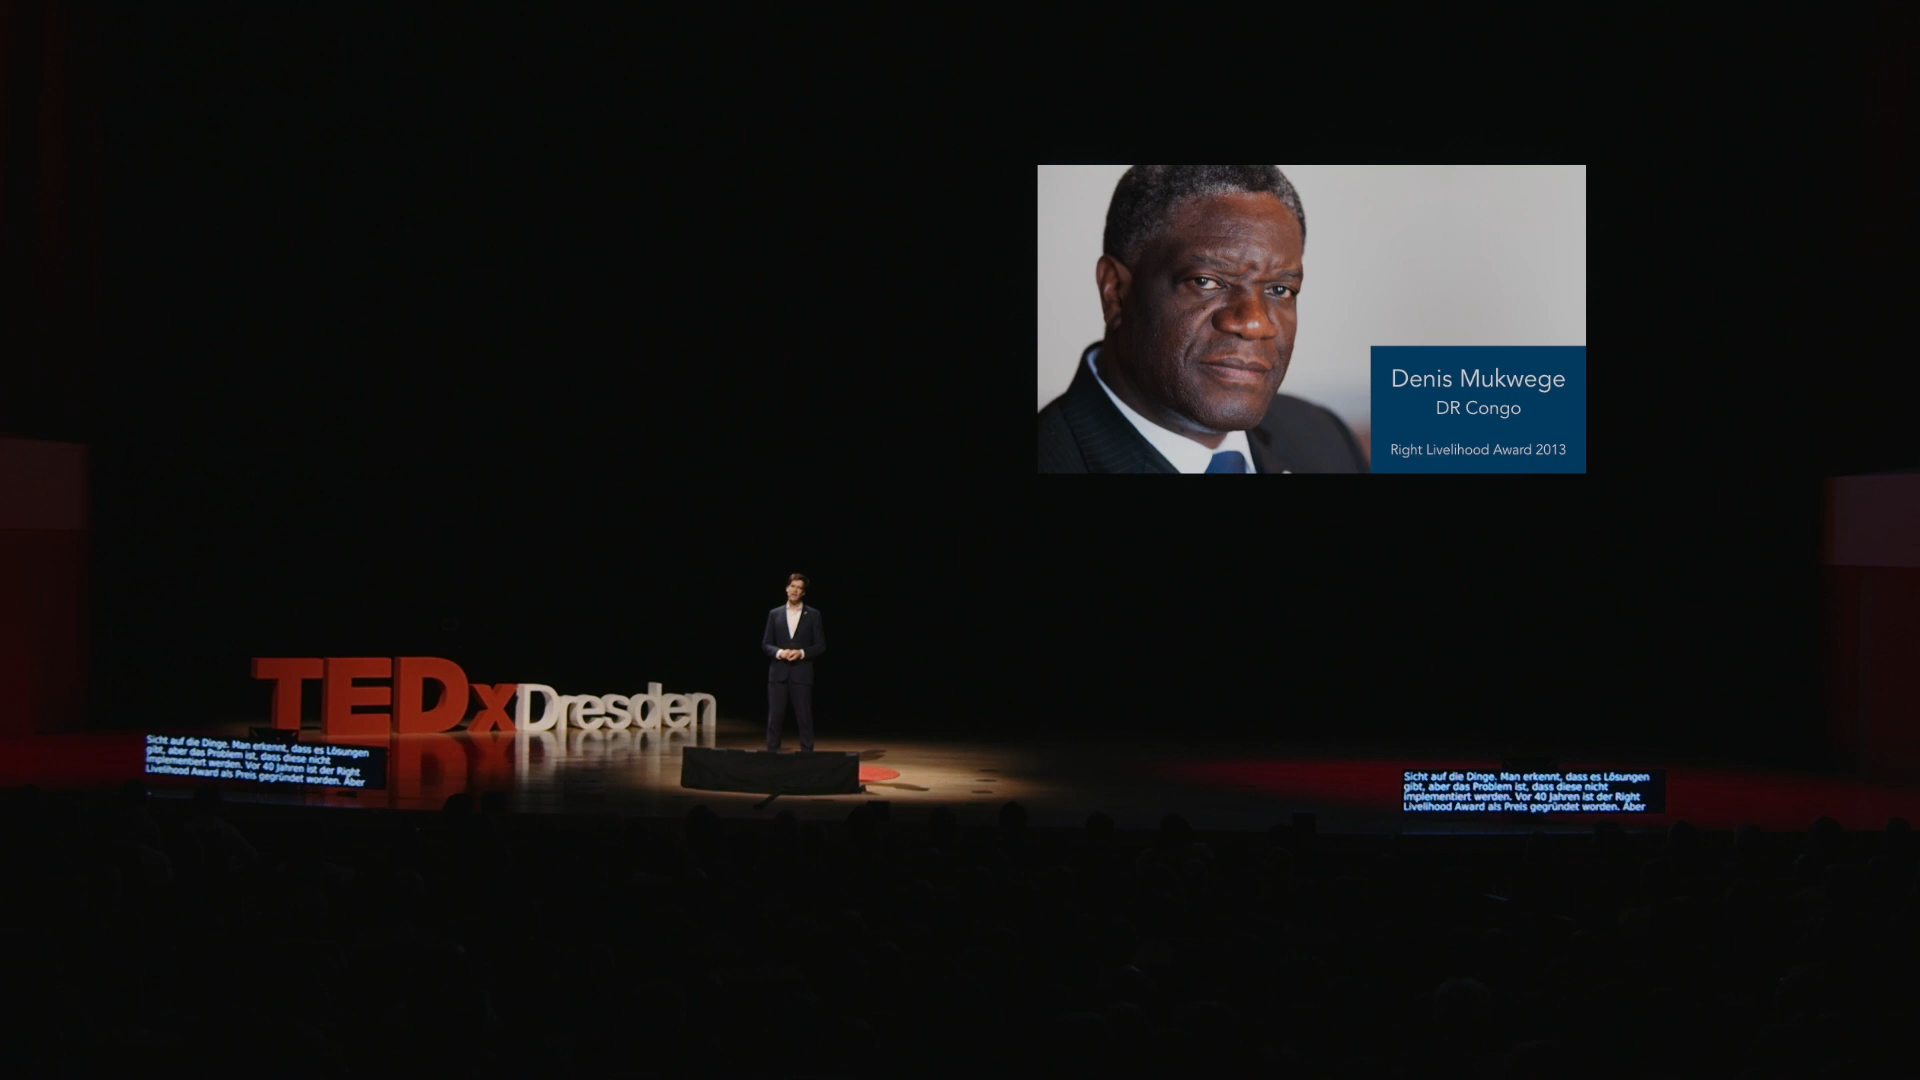 Denis Mukwege
DR Congo
Right Livelihood Award 2013
TEDxDresden
Sicht auf die Dinge. Man erkennt, dass es Lösungen
gibt, aber das Problem ist, dass diese nicht
implementiert werden. Vor 40 Jahren ist der Right
Livelihood Award als Preis gegründet worden. Aber
Sicht auf die Dinge. Man erkennt, dass es Lösungen
gibt, aber das Problem ist, dass diese nicht
implementiert werden. Vor 40 Jahren ist der Right
Livelihood Award als Preis gegründet worden. Aber